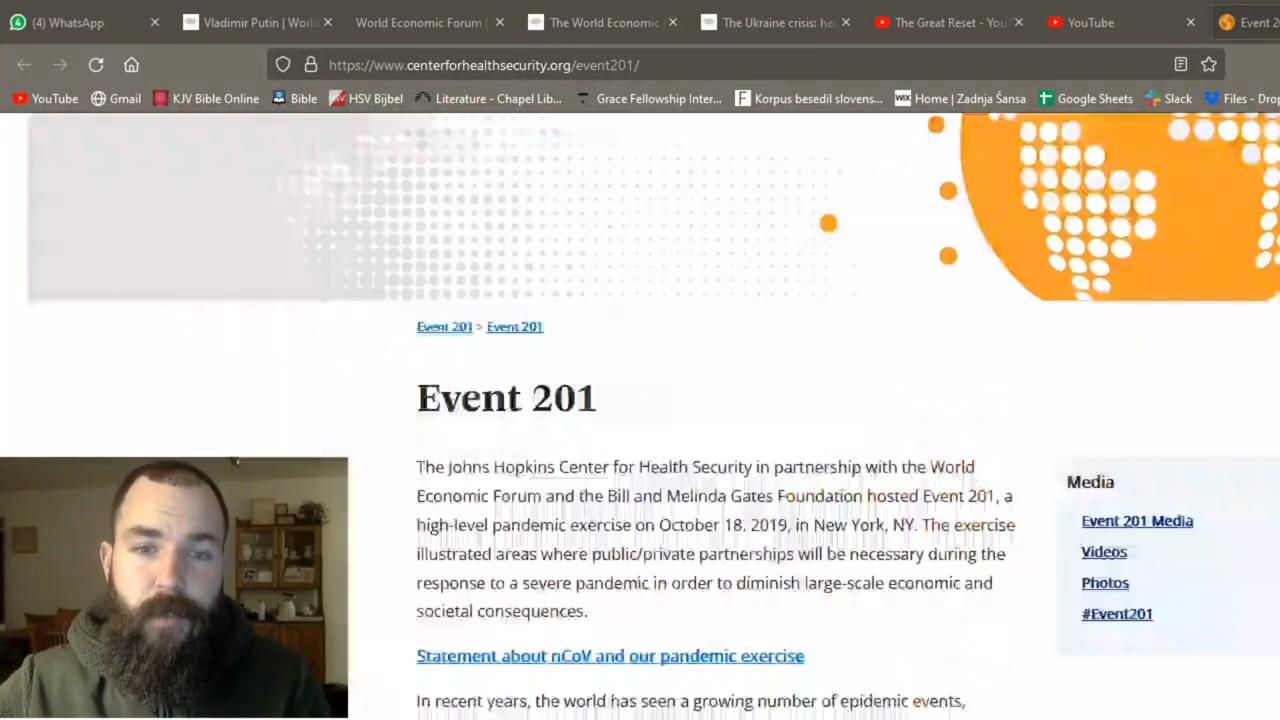 (4) WhatsApp
Vladimir Putin | World
World Economic Forum |
The World Economic
The Ukraine crisis: he
The Great Reset - YouT
YouTube
Event 20
https://www.centerforhealthsecurity.org/event201/
YouTube
Gmail
KJV Bible Online
Bible
HSV Bijbel
Literature - Chapel Lib...
Grace Fellowship Inter...
Korpus besedil slovens...
WIX Home | Zadnja Šansa
Google Sheets
Slack
Files - Drop
Event 201 > Event 201
Event 201
The Johns Hopkins Center for Health Security in partnership with the World
Economic Forum and the Bill and Melinda Gates Foundation hosted Event 201, a
high-level pandemic exercise on October 18, 2019, in New York, NY. The exercise
illustrated areas where public/private partnerships will be necessary during the
response to a severe pandemic in order to diminish large-scale economic and
societal consequences.
Statement about nCoV and our pandemic exercise
In recent years, the world has seen a growing number of epidemic events,
Media
Event 201 Media
Videos
Photos
#Event201